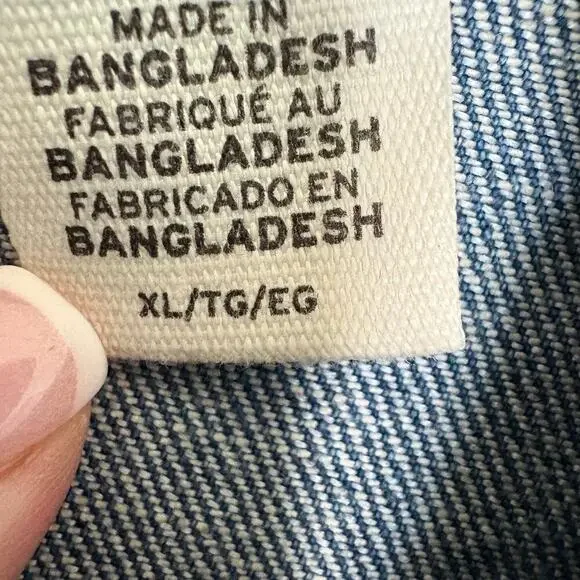 MADE IN
BANGLADESH
FABRIQUÉ AU
BANGLADESH
FABRICADO EN
BANGLADESH
XL/TG/EG